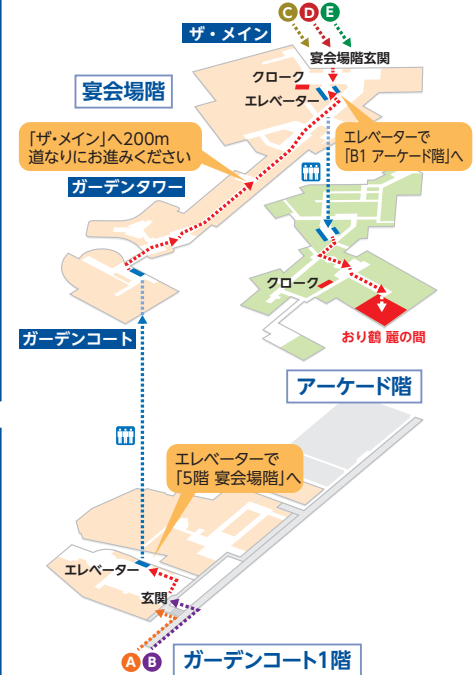 C D E
ザ・メイン
宴会場階玄関
クローク
エレベーター
宴会場階
「ザ・メイン」へ200m
道なりにお進みください
エレベーターで
「B1 アーケード階」へ
ガーデンタワー
クローク
ガーデンコート
おり鶴 麗の間
アーケード階
エレベーターで
「5階 宴会場階」へ
エレベーター
玄関
A B
ガーデンコート1階